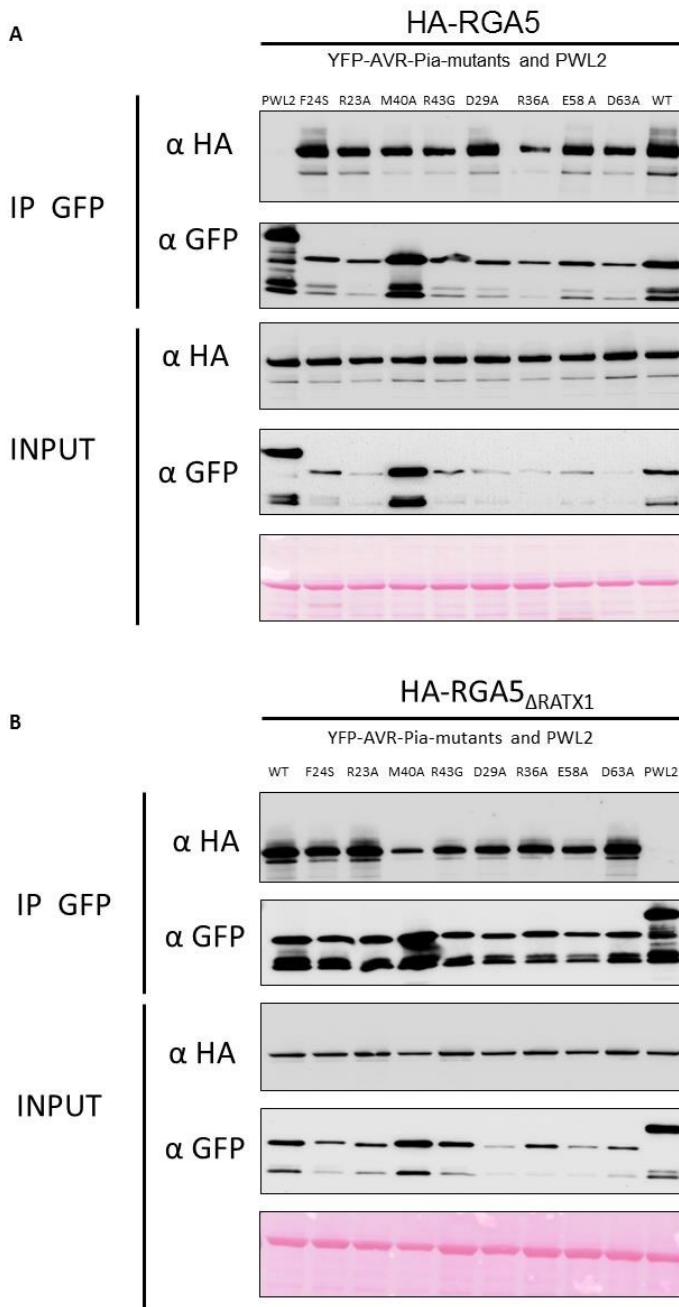 A
HA-RGA5
YFP-AVR-Pia-mutants and PWL2
PWL2 F24S R23A M40A R43G D29A R36A E58 A D63A WT
IP GFP
α HA
α GFP
INPUT
α HA
α GFP
B
HA-RGA5ΔRATX1
YFP-AVR-Pia-mutants and PWL2
WT F24S R23A M40A R43G D29A R36A E58A D63A PWL2
IP GFP
α HA
α GFP
INPUT
α HA
α GFP